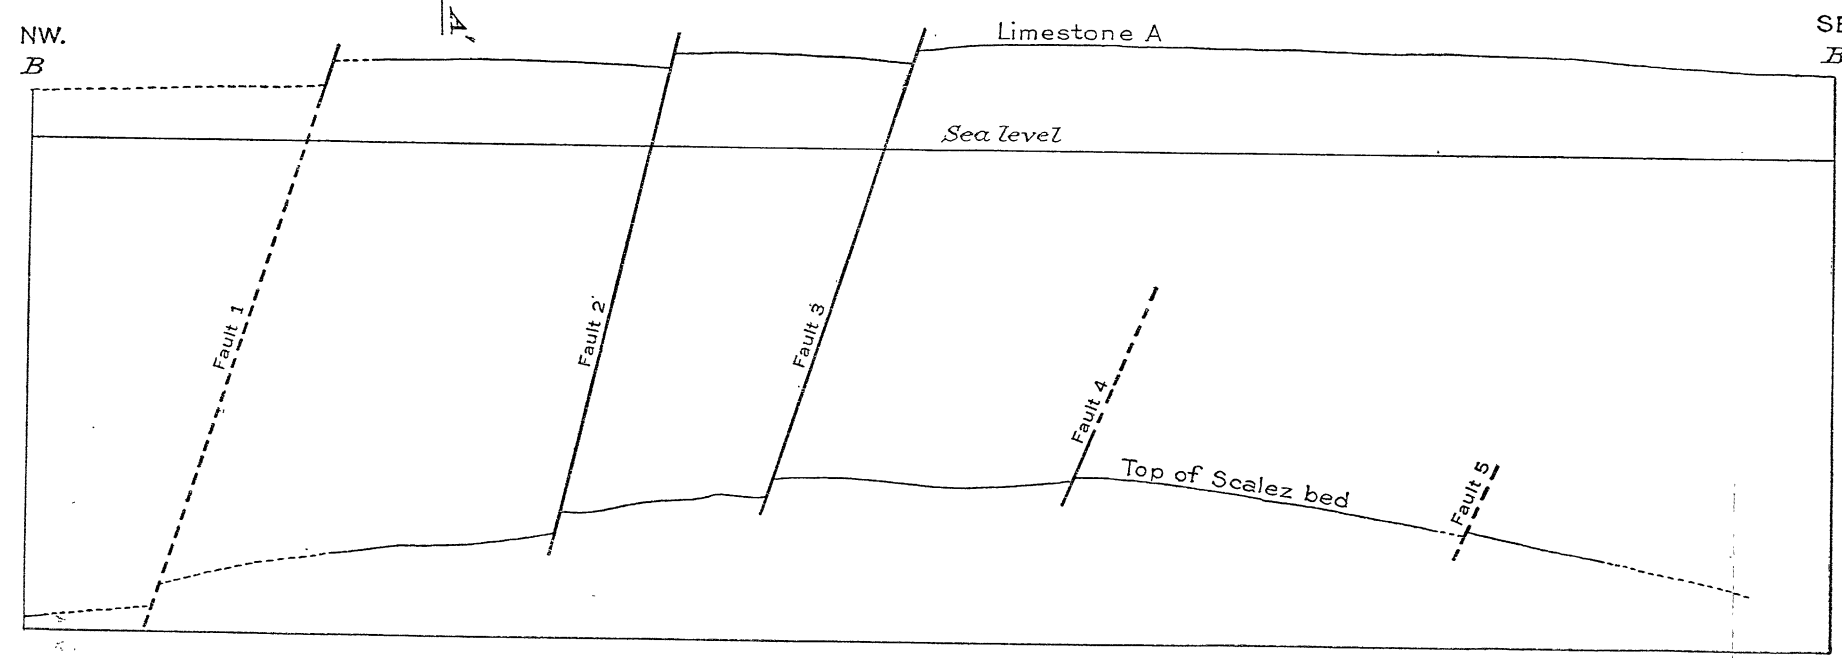 NW.
B
A'
Limestone A
SE
B
Sea level
Fault 1
Fault 2
Fault 3
Fault 4
Top of Scalez bed
Fault 5